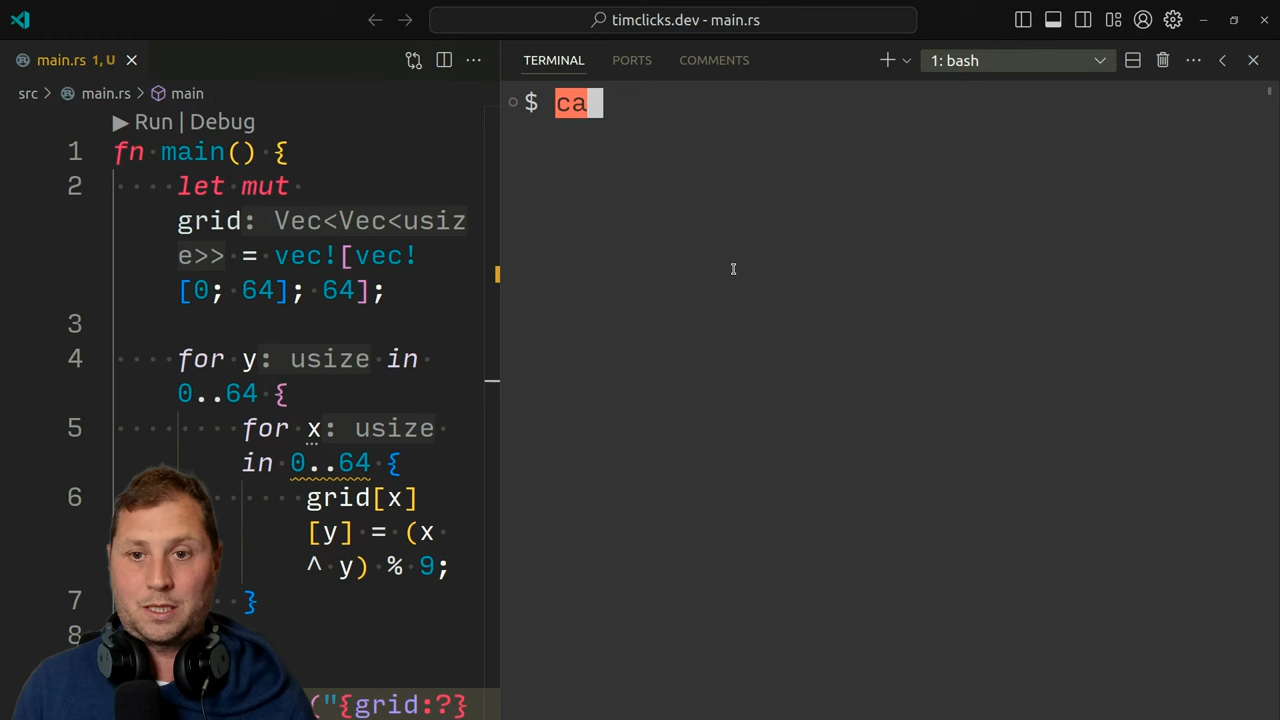 timclicks.dev - main.rs
main.rs 1, U
TERMINAL PORTS COMMENTS 1: bash
src > main.rs > main
Run | Debug
$ ca
1 fn main() {
2 let mut
grid: Vec<Vec<usiz
e>> = vec![vec!
[0; 64]; 64];
3
4 for y: usize in
0..64 {
5 for x: usize
in 0..64 {
6 grid[x]
[y] = (x
^ y) % 9;
7 }
8
("{grid:?}